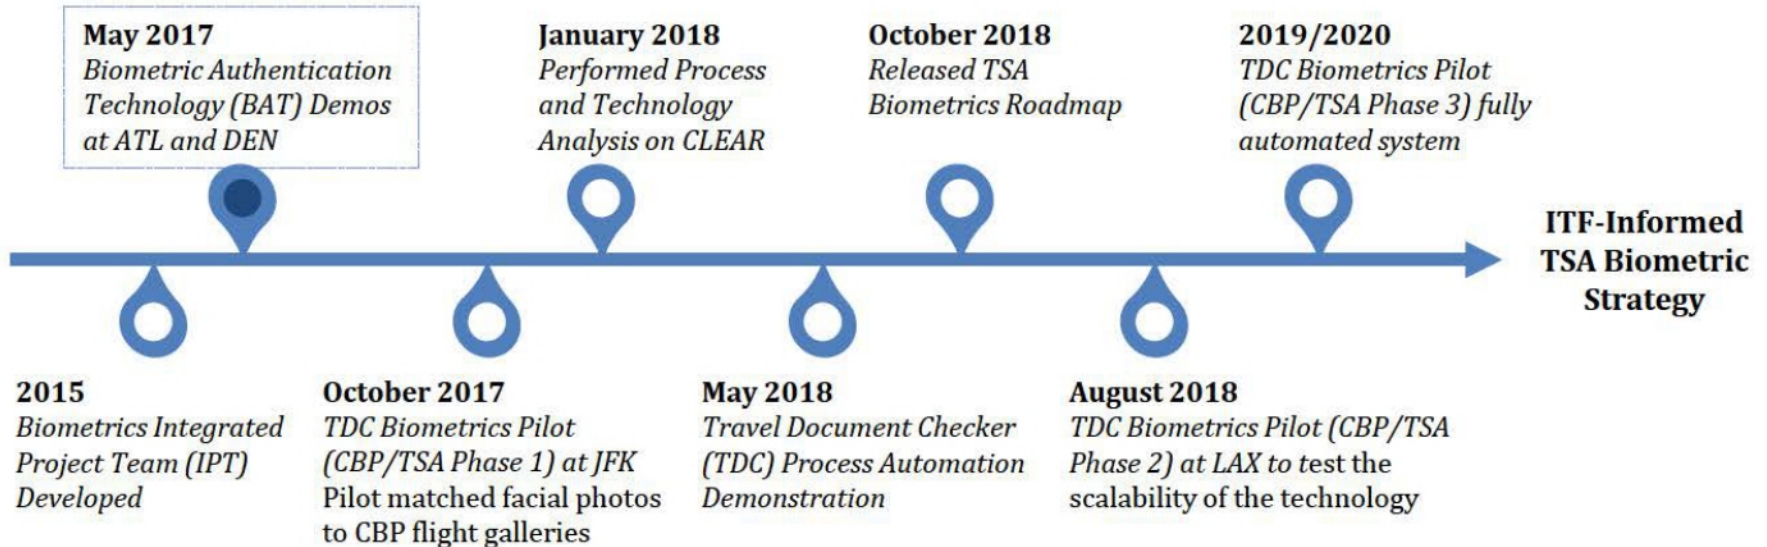 May 2017
Biometric Authentication
Technology (BAT) Demos
at ATL and DEN
January 2018
Performed Process
and Technology
Analysis on CLEAR
October 2018
Released TSA
Biometrics Roadmap
2019/2020
TDC Biometrics Pilot
(CBP/TSA Phase 3) fully
automated system
ITF-Informed
TSA Biometric
Strategy
2015
Biometrics Integrated
Project Team (IPT)
Developed
October 2017
TDC Biometrics Pilot
(CBP/TSA Phase 1) at JFK
Pilot matched facial photos
to CBP flight galleries
May 2018
Travel Document Checker
(TDC) Process Automation
Demonstration
August 2018
TDC Biometrics Pilot (CBP/TSA
Phase 2) at LAX to test the
scalability of the technology